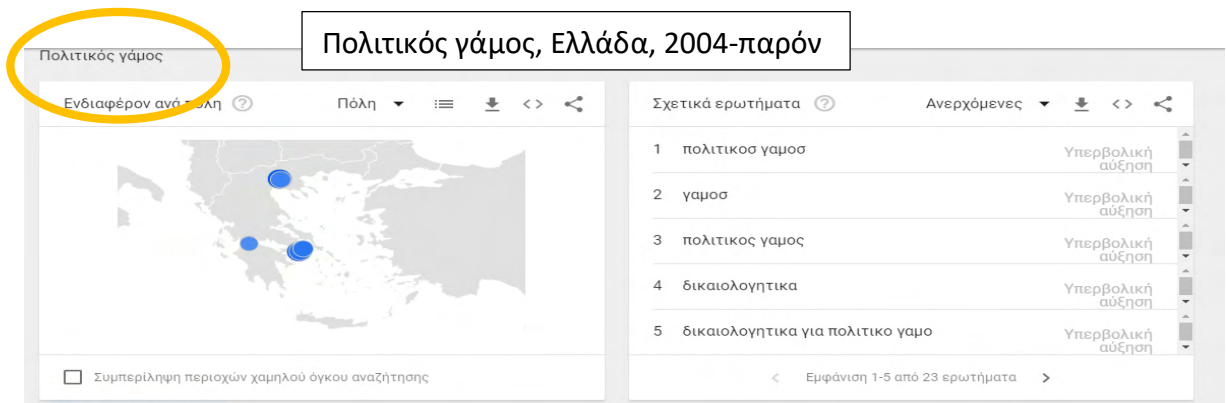 Πολιτικός γάμος, Ελλάδα, 2004-παρόν
Πολιτικός γάμος
Ενδιαφέρον ανά πόλη
Πόλη
Συμπερίληψη περιοχών χαμηλού όγκου αναζήτησης
Σχετικά ερωτήματα
Ανερχόμενες
1 πολιτικοσ γαμοσ
Υπερβολική
αύξηση
2 γαμοσ
Υπερβολική
αύξηση
3 πολιτικος γαμος
Υπερβολική
αύξηση
4 δικαιολογητικα
Υπερβολική
αύξηση
5 δικαιολογητικα για πολιτικο γαμο
Υπερβολική
αύξηση
Εμφάνιση 1-5 από 23 ερωτήματα